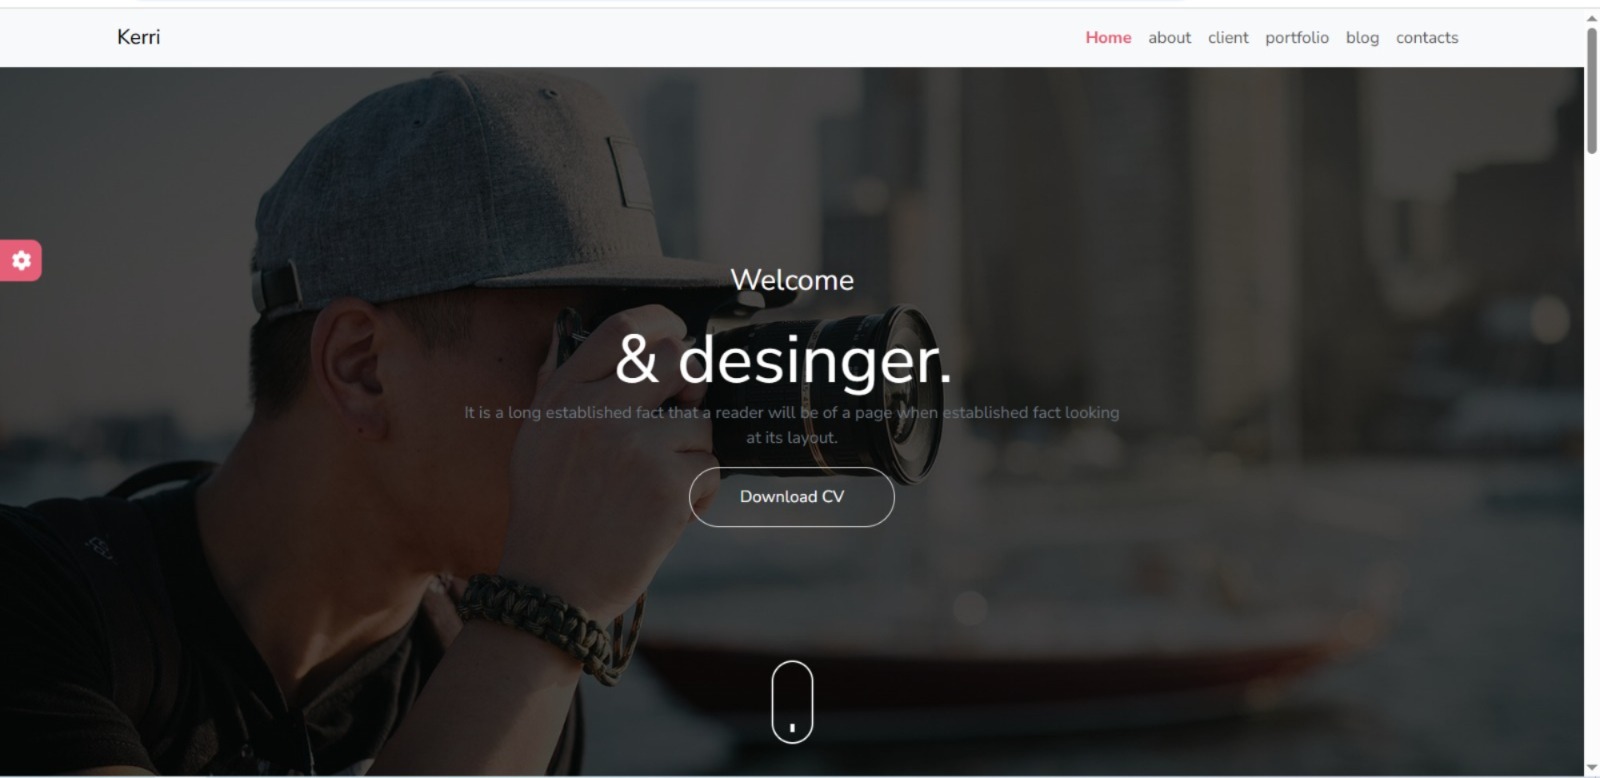 Kerri
Home about client portfolio blog contacts
Welcome
& desinger.
It is a long established fact that a reader will be of a page when established fact looking
at its layout.
Download CV